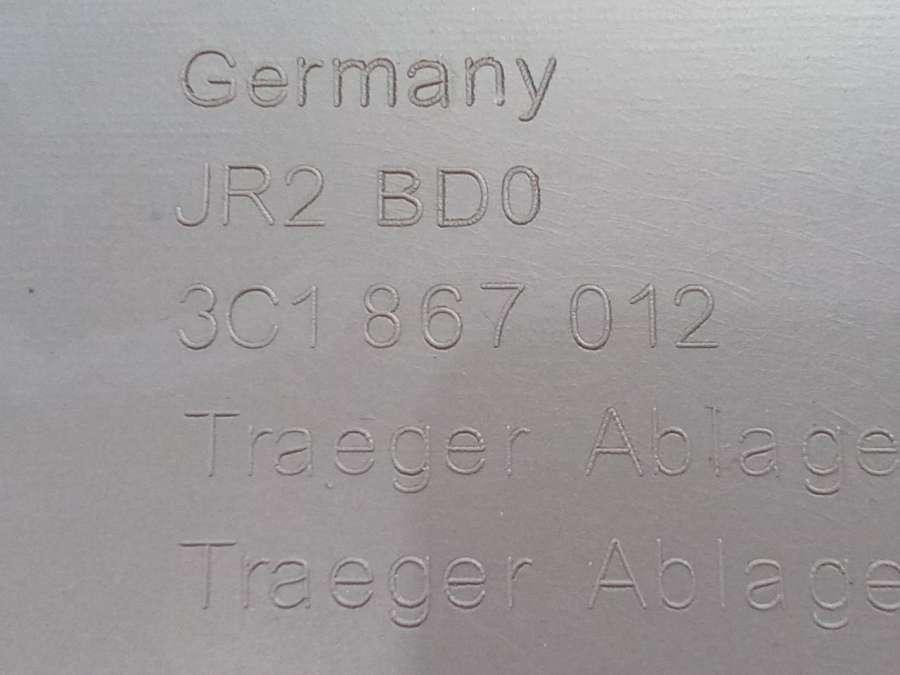 Germany
JR2 BD0
3C1 867 012
Traeger Ablage
Traeger Ablage